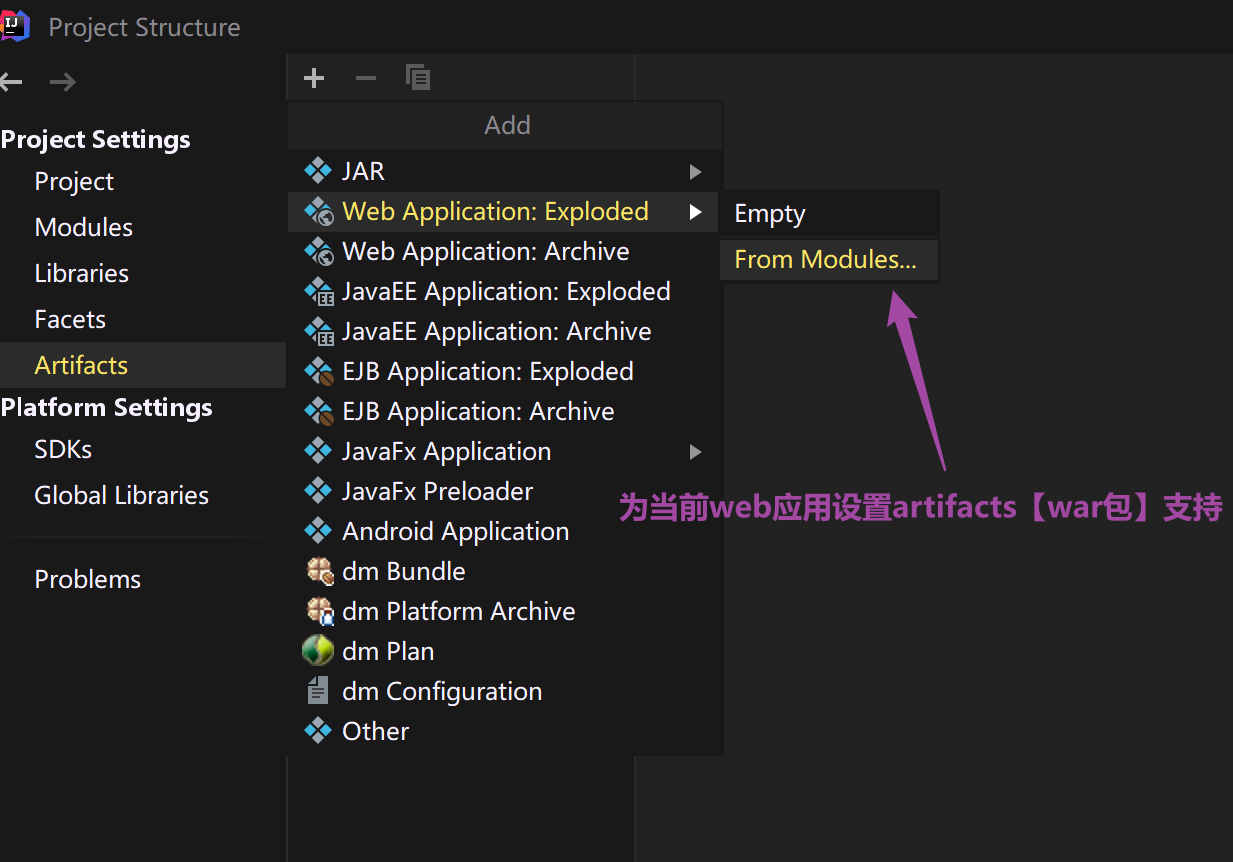 IJ
Project Structure
Project Settings
Project
Modules
Libraries
Facets
Artifacts
Platform Settings
SDKs
Global Libraries
Problems
Add
JAR
Web Application: Exploded
Web Application: Archive
JavaEE Application: Exploded
JavaEE Application: Archive
EJB Application: Exploded
EJB Application: Archive
JavaFx Application
JavaFx Preloader
Android Application
dm Bundle
dm Platform Archive
dm Plan
dm Configuration
Other
Empty
From Modules...
为当前web应用设置artifacts【war包】支持